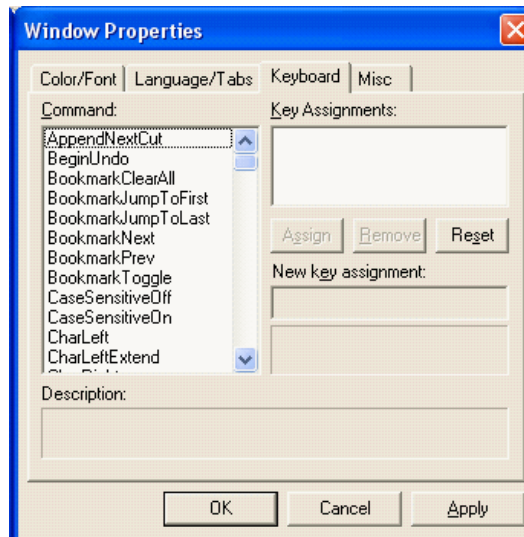 Window Properties
Color/Font
Language/Tabs
Keyboard
Misc
Command:
AppendNextCut
BeginUndo
BookmarkClearAll
BookmarkJumpToFirst
BookmarkJumpToLast
BookmarkNext
BookmarkPrev
BookmarkToggle
CaseSensitiveOff
CaseSensitiveOn
CharLeft
CharLeftExtend
Key Assignments:
Assign
Remove
Reset
New key assignment:
Description:
OK
Cancel
Apply